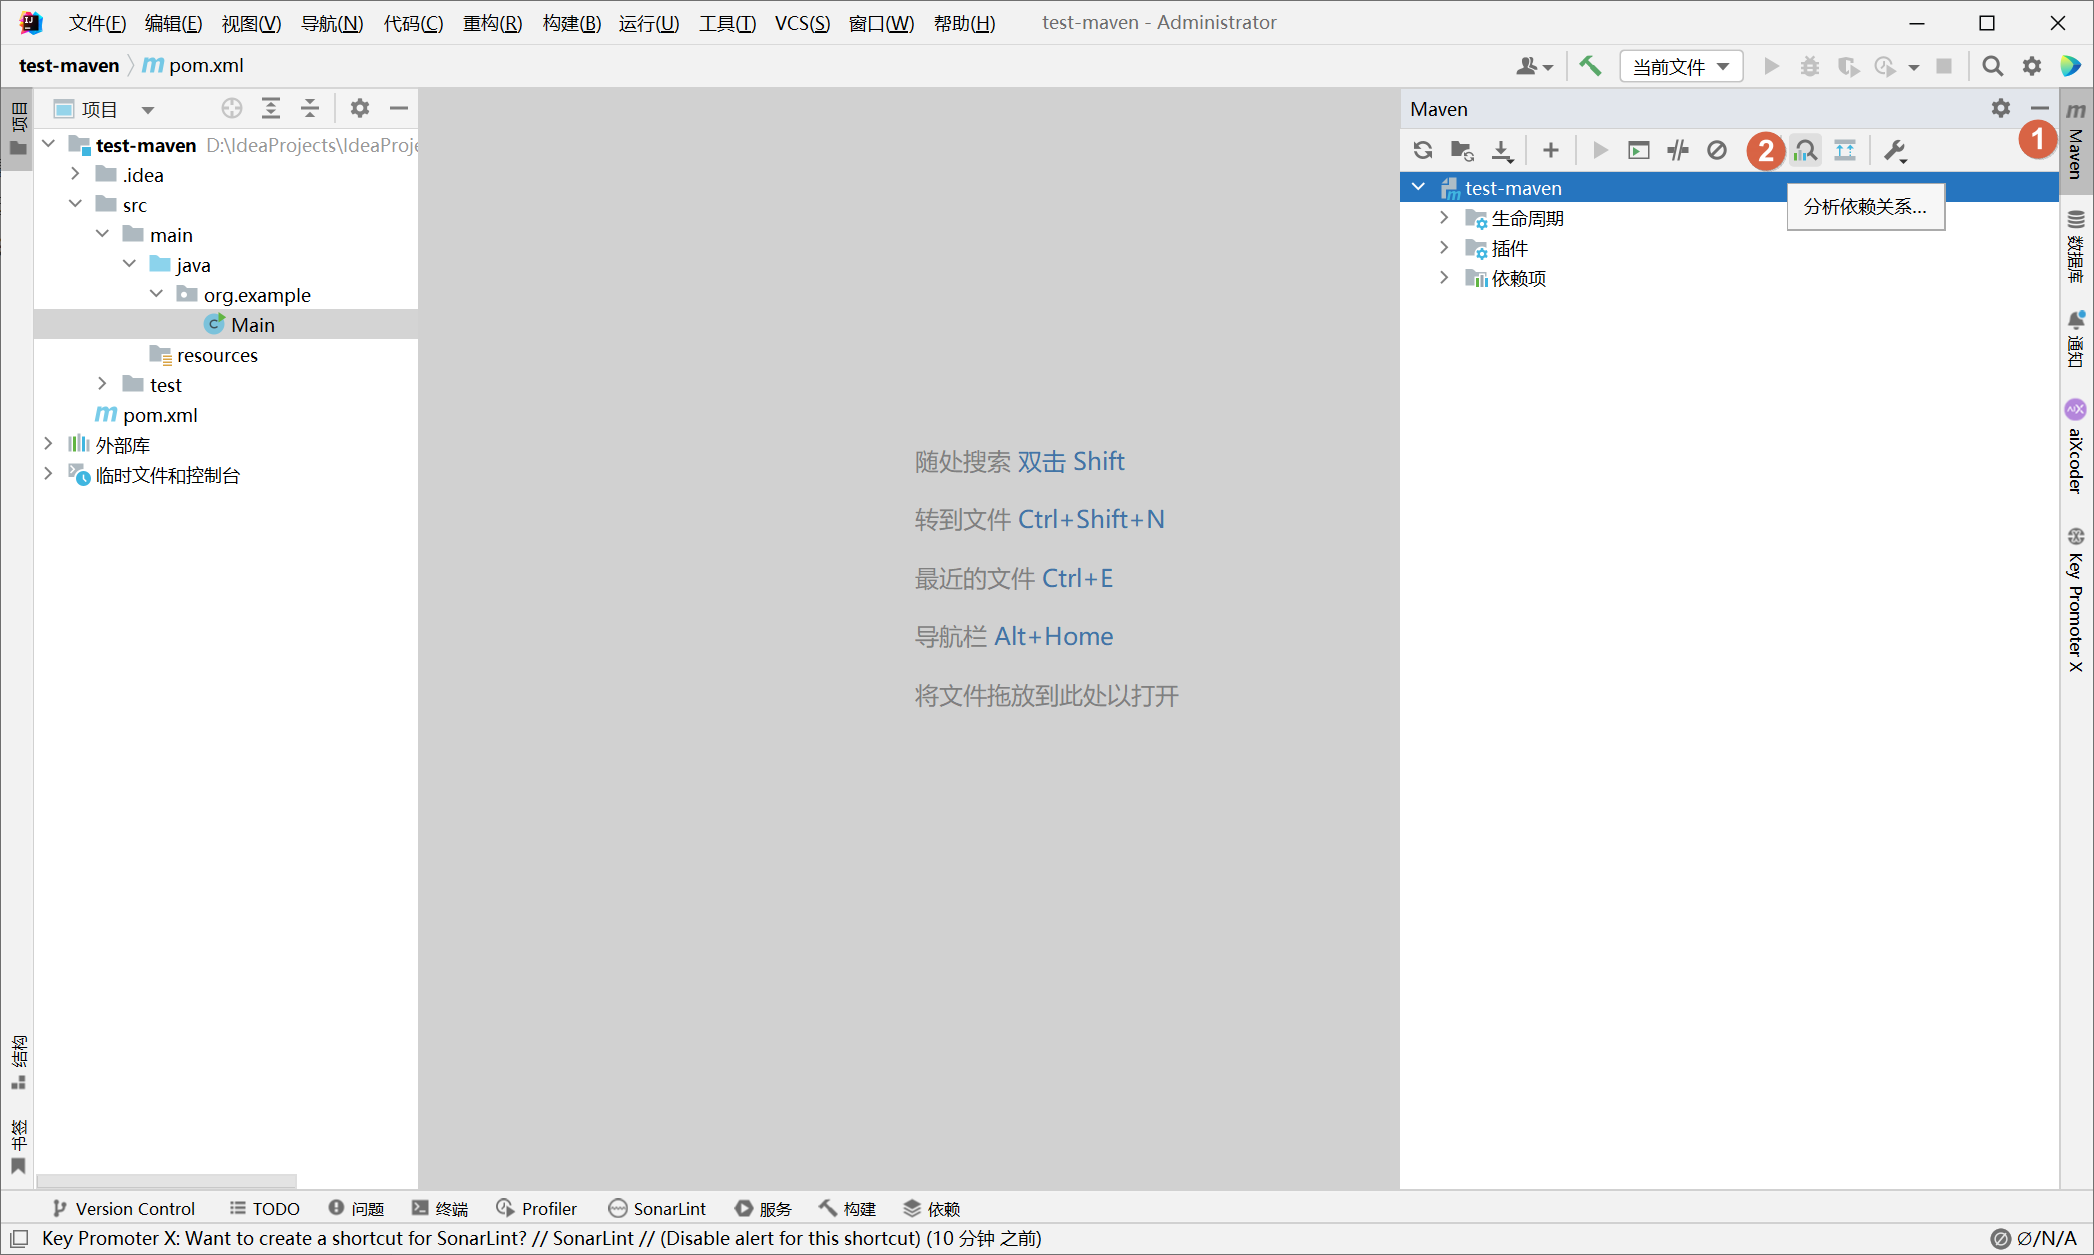 文件(F) 编辑(E) 视图(V) 导航(N) 代码(C) 重构(R) 构建(B) 运行(U) 工具(T) VCS(S) 窗口(W) 帮助(H) test-maven - Administrator
test-maven pom.xml 当前文件
项目
项目
test-maven D:\IdeaProjects\IdeaProje
.idea
src
main
java
org.example
Main
resources
test
pom.xml
外部库
临时文件和控制台
结构
书签
随处搜索 双击 Shift
转到文件 Ctrl+Shift+N
最近的文件 Ctrl+E
导航栏 Alt+Home
将文件拖放到此处以打开
Maven
1
2
test-maven
分析依赖关系...
生命周期
插件
依赖项
Maven
数据库
通知
aiXcoder
Key Promoter X
Version Control TODO 问题 终端 Profiler SonarLint 服务 构建 依赖
Key Promoter X: Want to create a shortcut for SonarLint? // SonarLint // (Disable alert for this shortcut) (10 分钟 之前) ∅/N/A